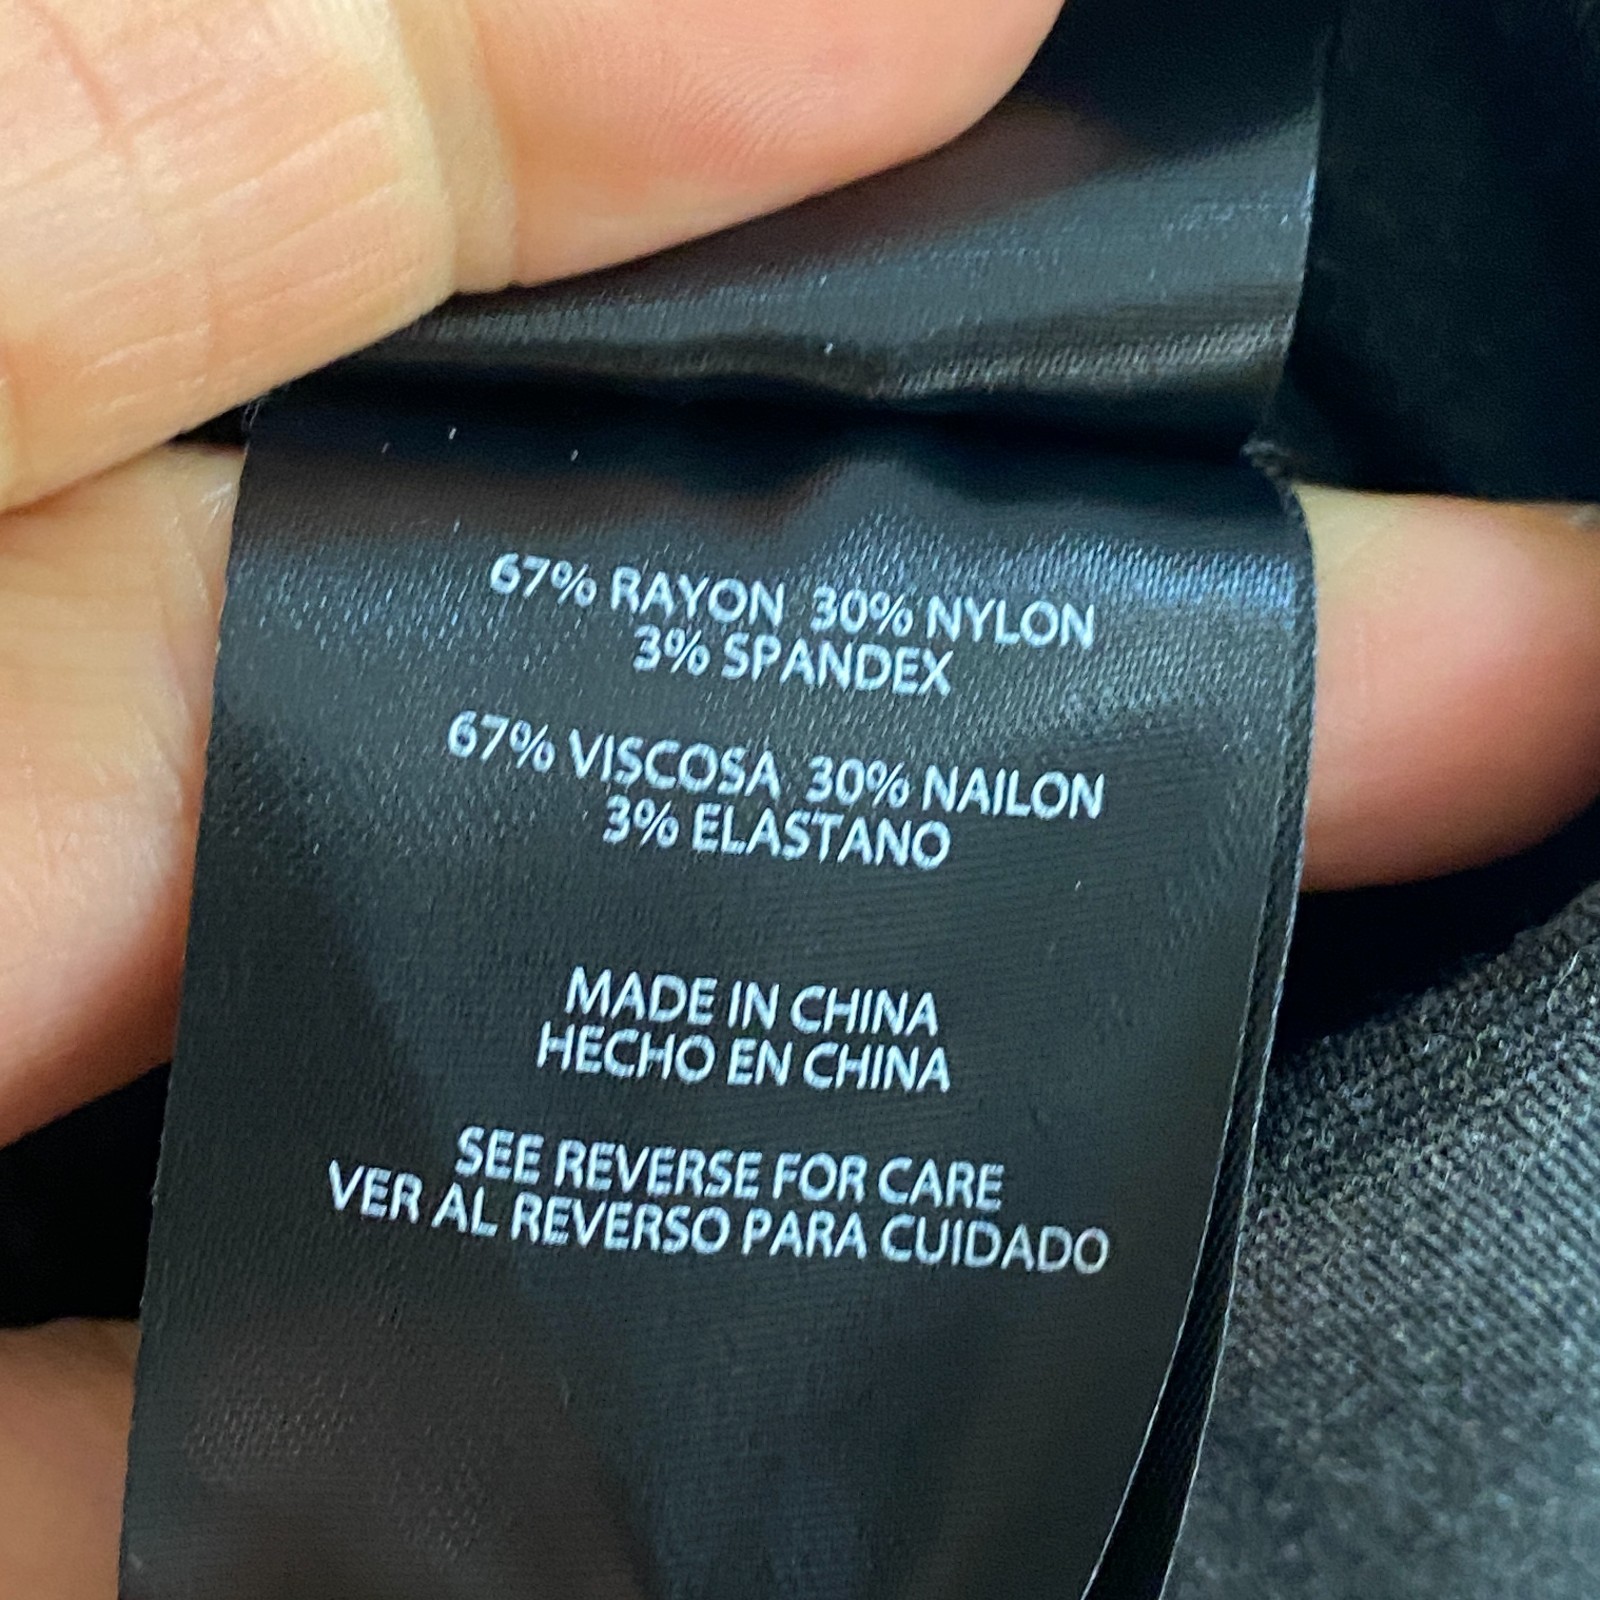 67% RAYON 30% NYLON
3% SPANDEX
67% VISCOSA 30% NAILON
3% ELASTANO
MADE IN CHINA
HECHO EN CHINA
SEE REVERSE FOR CARE
VER AL REVERSO PARA CUIDADO